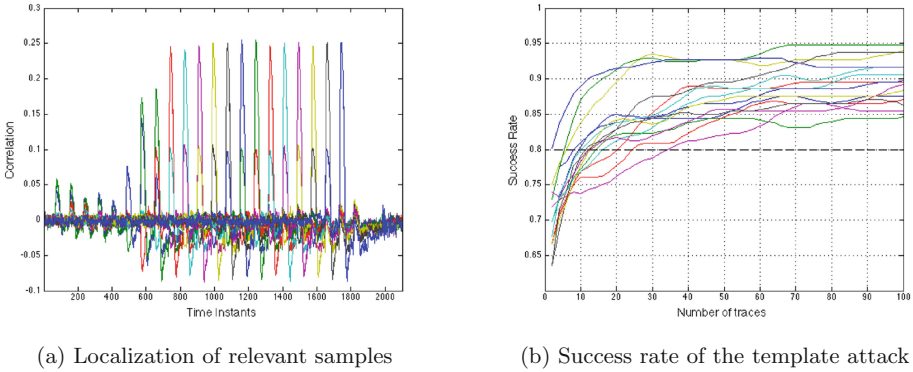 0.3
0.25
0.2
0.15
0.1
0.05
0
-0.05
-0.1
Correlation
200 400 600 800 1000 1200 1400 1600 1800 2000
Time Instants
(a) Localization of relevant samples
1
0.95
0.9
0.85
0.8
0.75
0.7
0.65
Success Rate
0 10 20 30 40 50 60 70 80 90 100
Number of traces
(b) Success rate of the template attack